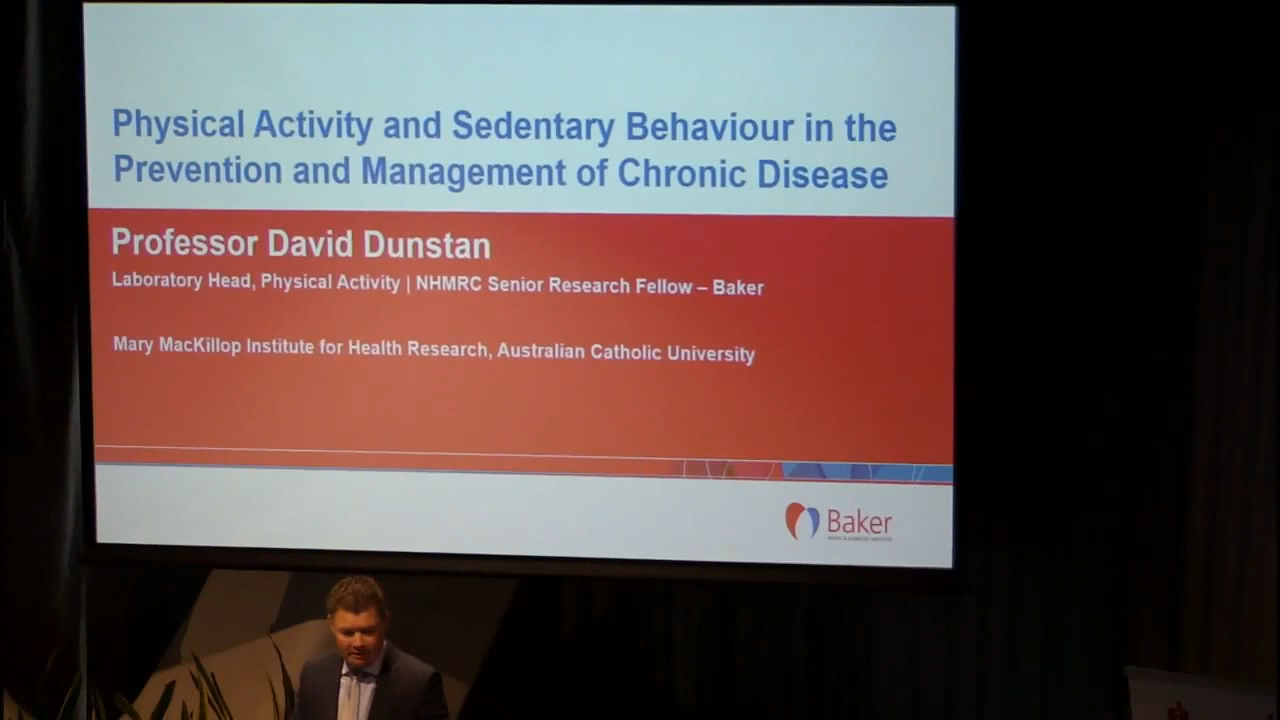 Physical Activity and Sedentary Behaviour in the
Prevention and Management of Chronic Disease
Professor David Dunstan
Laboratory Head, Physical Activity | NHMRC Senior Research Fellow – Baker
Mary MacKillop Institute for Health Research, Australian Catholic University
Baker